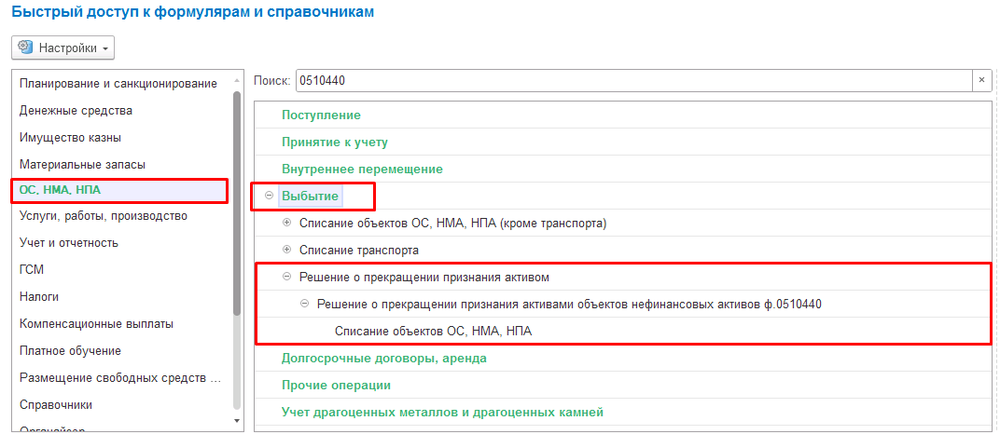 Быстрый доступ к формулярам и справочникам
Настройки
Планирование и санкционирование
Денежные средства
Имущество казны
Материальные запасы
ОС, НМА, НПА
Услуги, работы, производство
Учет и отчетность
ГСМ
Налоги
Компенсационные выплаты
Платное обучение
Размещение свободных средств ...
Справочники
Органайзер
Поиск: 0510440
Поступление
Принятие к учету
Внутреннее перемещение
Выбытие
Списание объектов ОС, НМА, НПА (кроме транспорта)
Списание транспорта
Решение о прекращении признания активом
Решение о прекращении признания активами объектов нефинансовых активов ф.0510440
Списание объектов ОС, НМА, НПА
Долгосрочные договоры, аренда
Прочие операции
Учет драгоценных металлов и драгоценных камней